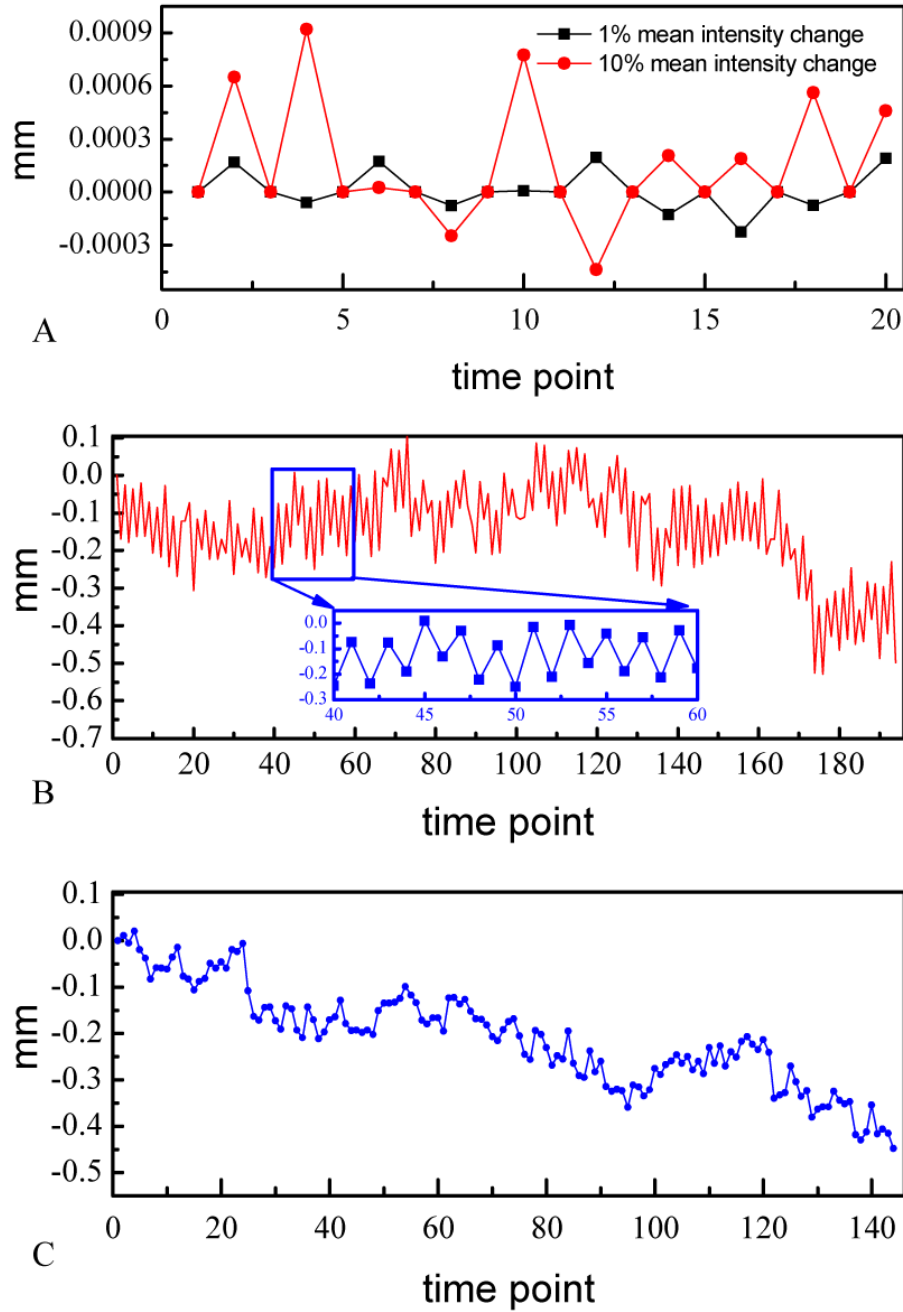 0.0009
0.0006
0.0003
0.0000
-0.0003
mm
1% mean intensity change
10% mean intensity change
0 5 10 15 20
A
time point
0.1
0.0
-0.1
-0.2
-0.3
-0.4
-0.5
-0.6
-0.7
mm
0.0
-0.1
-0.2
-0.3
40 45 50 55 60
0 20 40 60 80 100 120 140 160 180
B
time point
0.1
0.0
-0.1
-0.2
-0.3
-0.4
-0.5
mm
0 20 40 60 80 100 120 140
C
time point